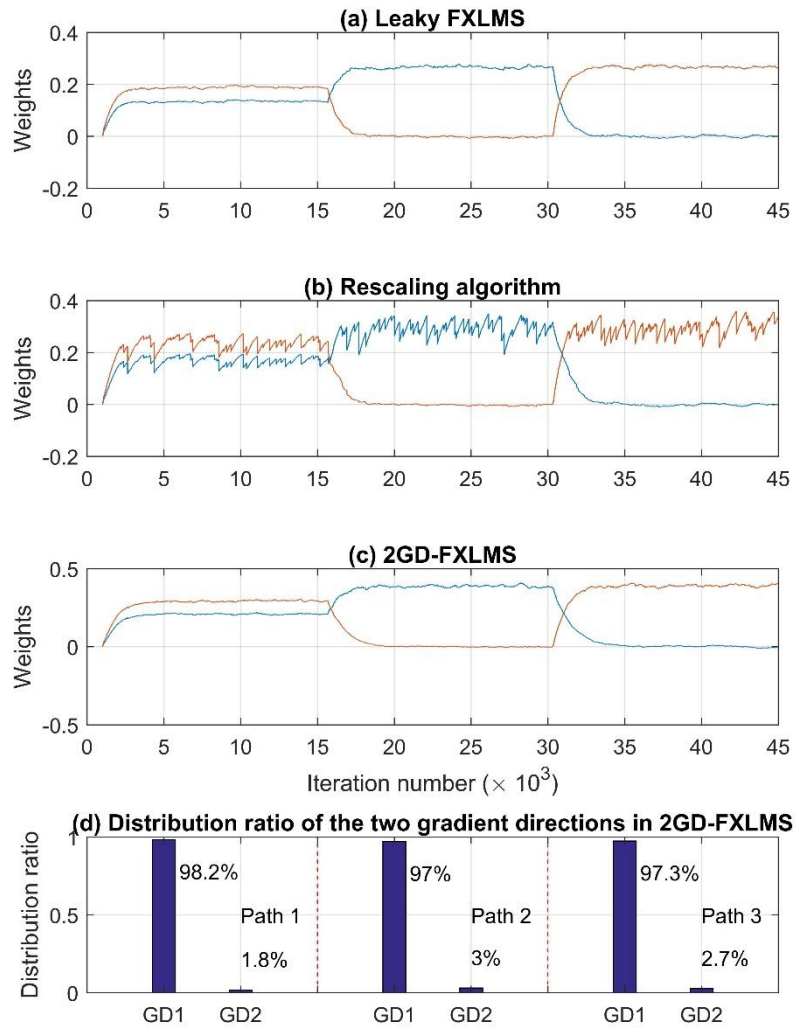 (a) Leaky FXLMS
0.4
0.2
0
-0.2
Weights
0 5 10 15 20 25 30 35 40 45
(b) Rescaling algorithm
0.4
0.2
0
-0.2
Weights
0 5 10 15 20 25 30 35 40 45
(c) 2GD-FXLMS
0.5
0
-0.5
Weights
0 5 10 15 20 25 30 35 40 45
Iteration number (× 10³)
(d) Distribution ratio of the two gradient directions in 2GD-FXLMS
1
0.5
0
Distribution ratio
98.2% 97% 97.3%
Path 1 Path 2 Path 3
1.8% 3% 2.7%
GD1 GD2 GD1 GD2 GD1 GD2